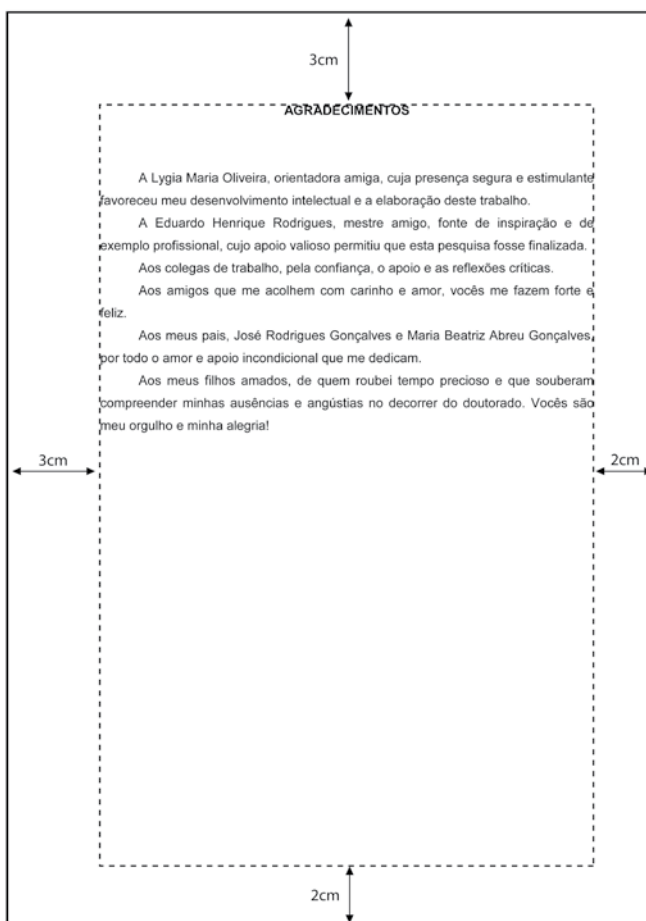 3cm
AGRADECIMENTOS
A Lygia Maria Oliveira, orientadora amiga, cuja presença segura e estimulante
favoreceu meu desenvolvimento intelectual e a elaboração deste trabalho.
A Eduardo Henrique Rodrigues, mestre amigo, fonte de inspiração e de
exemplo profissional, cujo apoio valioso permitiu que esta pesquisa fosse finalizada.
Aos colegas de trabalho, pela confiança, o apoio e as reflexões críticas.
Aos amigos que me acolhem com carinho e amor, vocês me fazem forte e
feliz.
Aos meus pais, José Rodrigues Gonçalves e Maria Beatriz Abreu Gonçalves,
por todo o amor e apoio incondicional que me dedicam.
Aos meus filhos amados, de quem roubei tempo precioso e que souberam
compreender minhas ausências e angústias no decorrer do doutorado. Vocês são
meu orgulho e minha alegria!
3cm
2cm
2cm